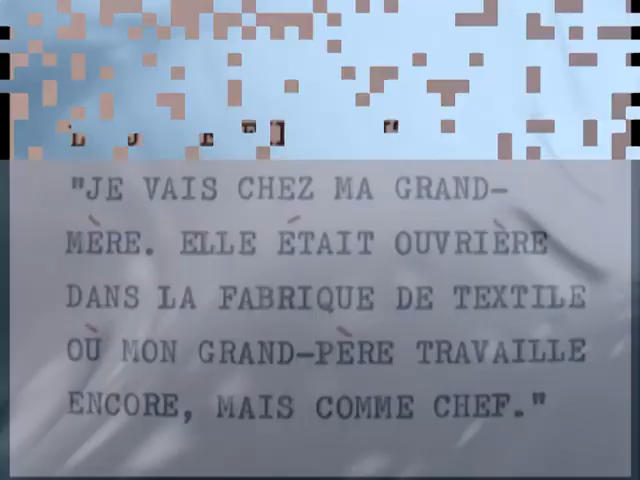 "JE VAIS CHEZ MA GRAND-
MÈRE. ELLE ÉTAIT OUVRIÈRE
DANS LA FABRIQUE DE TEXTILE
OÙ MON GRAND-PÈRE TRAVAILLE
ENCORE, MAIS COMME CHEF."